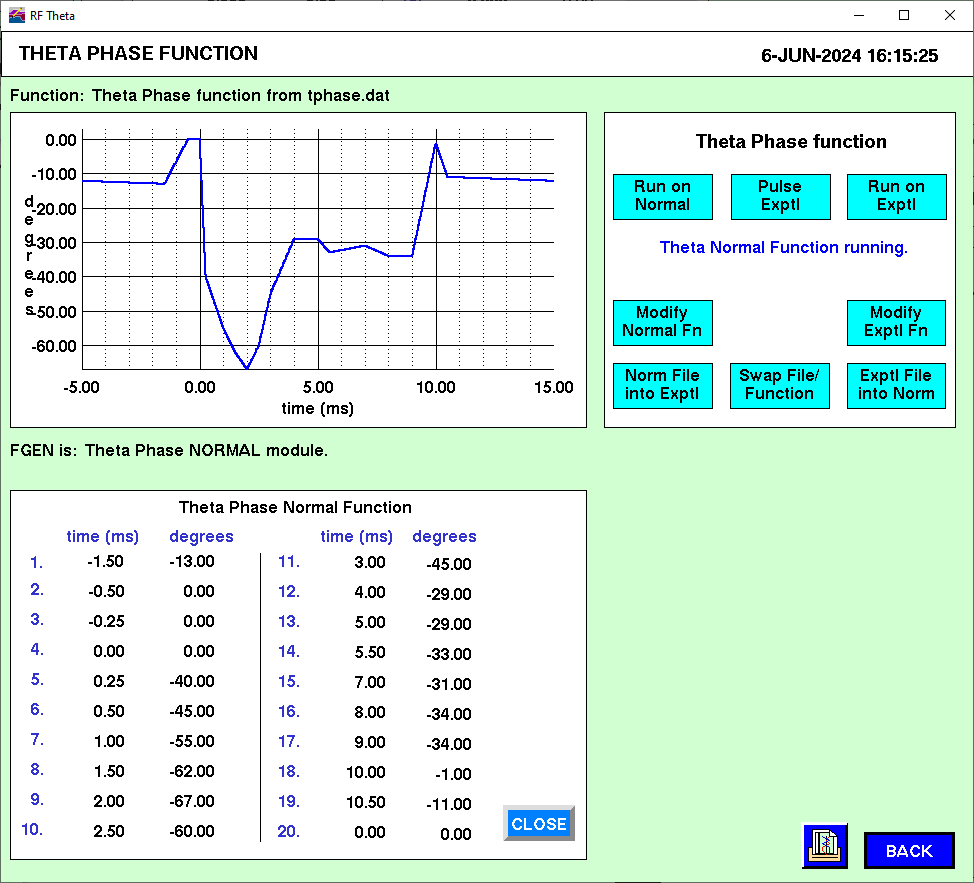 RF Theta
THETA PHASE FUNCTION
6-JUN-2024 16:15:25
Function: Theta Phase function from tphase.dat
0.00
-10.00
-20.00
-30.00
-40.00
-50.00
-60.00
degrees
-5.00 0.00 5.00 10.00 15.00
time (ms)
Theta Phase function
Run on Normal
Pulse Exptl
Run on Exptl
Theta Normal Function running.
Modify Normal Fn
Modify Exptl Fn
Norm File into Exptl
Swap File/ Function
Exptl File into Norm
FGEN is: Theta Phase NORMAL module.
Theta Phase Normal Function
time (ms) degrees time (ms) degrees
1. -1.50 -13.00 11. 3.00 -45.00
2. -0.50 0.00 12. 4.00 -29.00
3. -0.25 0.00 13. 5.00 -29.00
4. 0.00 0.00 14. 5.50 -33.00
5. 0.25 -40.00 15. 7.00 -31.00
6. 0.50 -45.00 16. 8.00 -34.00
7. 1.00 -55.00 17. 9.00 -34.00
8. 1.50 -62.00 18. 10.00 -1.00
9. 2.00 -67.00 19. 10.50 -11.00
10. 2.50 -60.00 20. 0.00 0.00
CLOSE
BACK